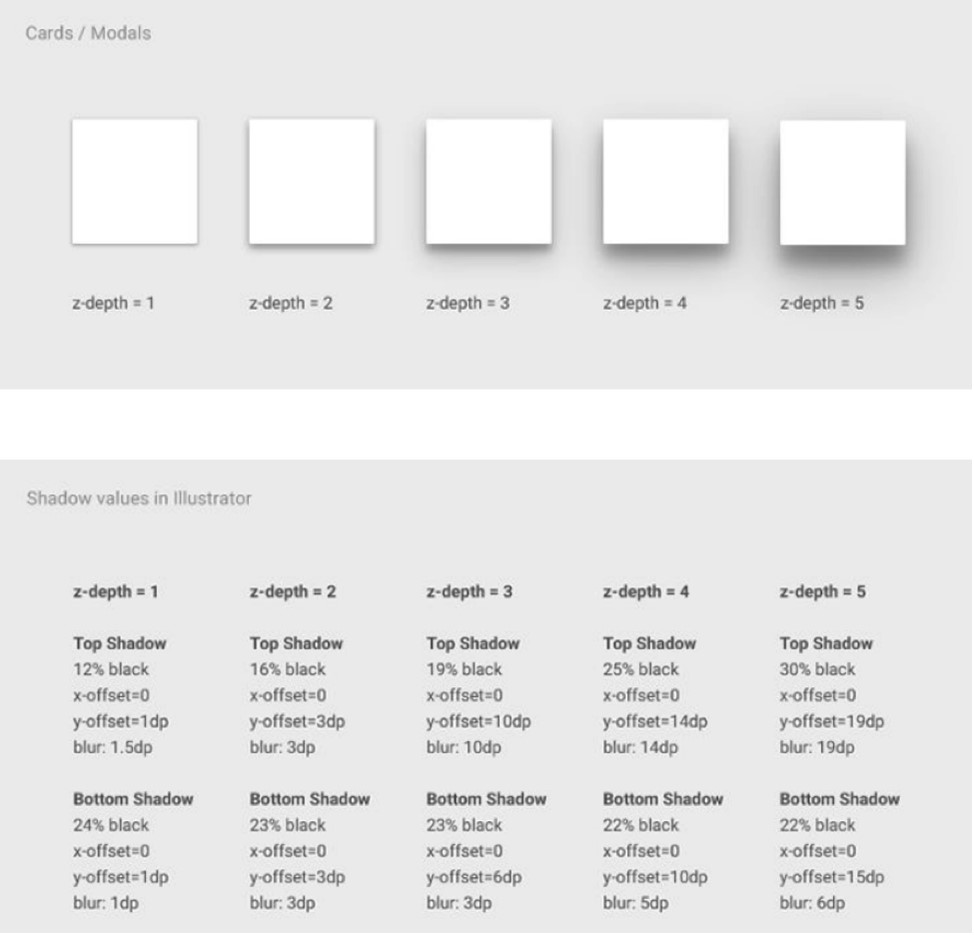 Cards / Modals
z-depth = 1
z-depth = 2
z-depth = 3
z-depth = 4
z-depth = 5
Shadow values in Illustrator
z-depth = 1
Top Shadow
12% black
x-offset=0
y-offset=1dp
blur: 1.5dp
Bottom Shadow
24% black
x-offset=0
y-offset=1dp
blur: 1dp
z-depth = 2
Top Shadow
16% black
x-offset=0
y-offset=3dp
blur: 3dp
Bottom Shadow
23% black
x-offset=0
y-offset=3dp
blur: 3dp
z-depth = 3
Top Shadow
19% black
x-offset=0
y-offset=10dp
blur: 10dp
Bottom Shadow
23% black
x-offset=0
y-offset=6dp
blur: 3dp
z-depth = 4
Top Shadow
25% black
x-offset=0
y-offset=14dp
blur: 14dp
Bottom Shadow
22% black
x-offset=0
y-offset=10dp
blur: 5dp
z-depth = 5
Top Shadow
30% black
x-offset=0
y-offset=19dp
blur: 19dp
Bottom Shadow
22% black
x-offset=0
y-offset=15dp
blur: 6dp